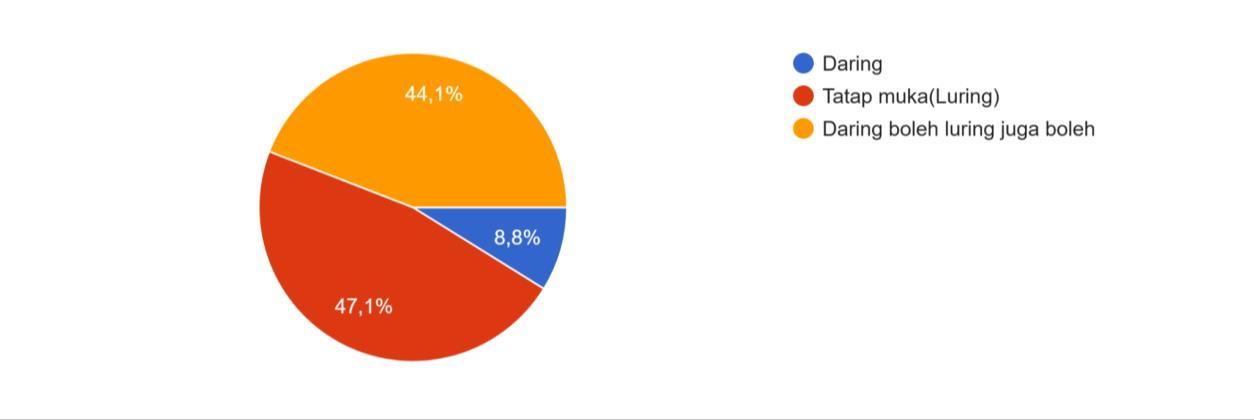 44,1%
8,8%
47,1%
Daring
Tatap muka(Luring)
Daring boleh luring juga boleh